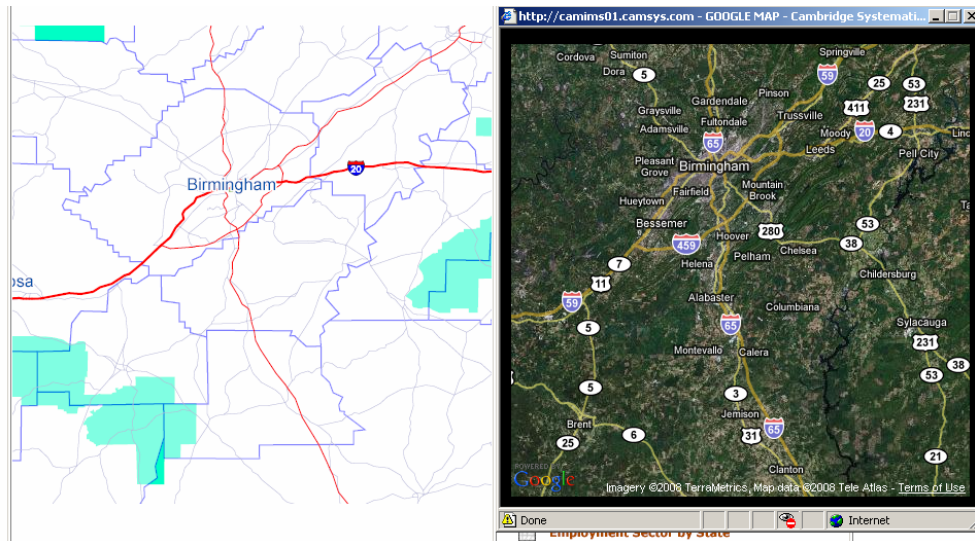 20
Birmingham
osa
http://camims01.camsys.com - GOOGLE MAP - Cambridge Systemati...
Cordova
Sumiton
Springville
Dora
5
59
25
53
Pinson
Graysville
Gardendale
411
231
Adamsville
Fultondale
Trussville
65
Moody
20
4
Linc
Pleasant
Grove
Birmingham
Leeds
Pell City
Fairfield
Mountain
Brook
Hueytown
Bessemer
280
53
459
Hoover
Chelsea
38
7
Helena
Pelham
11
Childersburg
59
Alabaster
Columbiana
5
65
Sylacauga
Montevallo
Calera
231
38
5
3
53
Jemison
Brent
6
31
65
25
21
Clanton
POWERED BY
Google
Imagery ©2008 TerraMetrics, Map data ©2008 Tele Atlas - Terms of Use
Done
Internet
Employment Sector by State